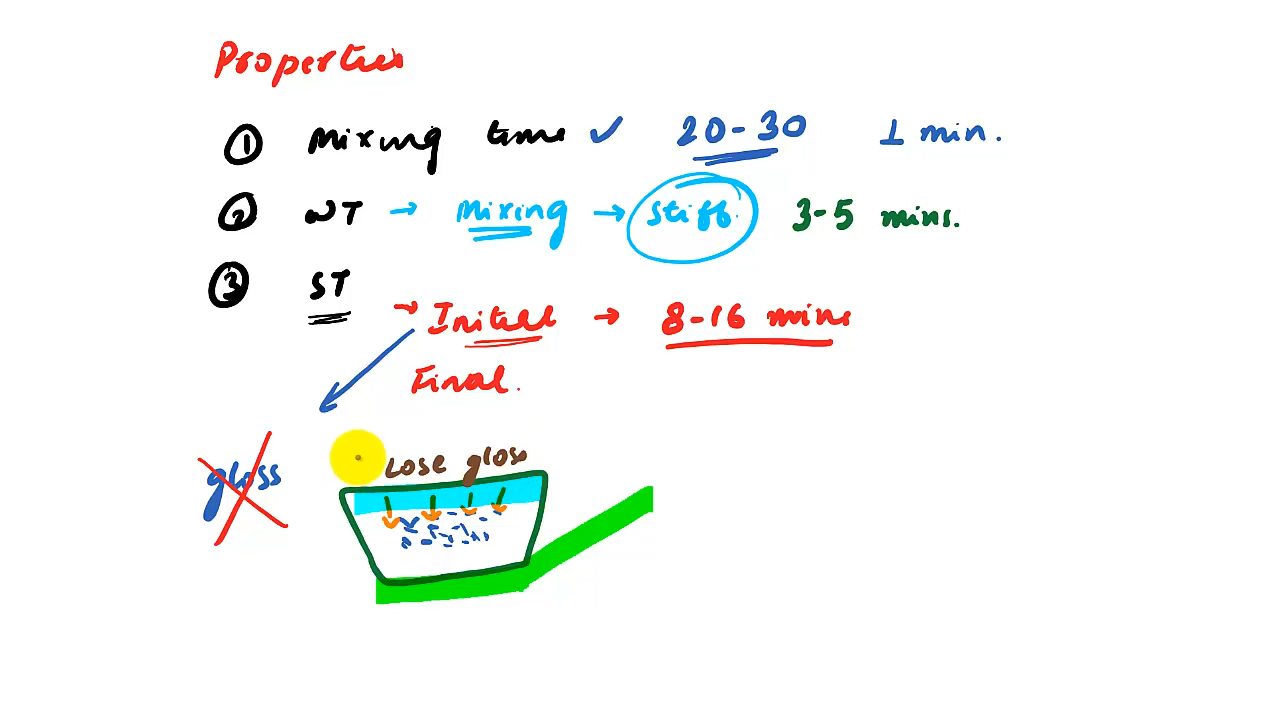 Properties
① Mixing time ✓ 20-30 1 min.
② WT → Mixing → stiff. 3-5 mins.
③ ST
→ Initial → 8-16 mins
Final.
gloss
Lose gloss